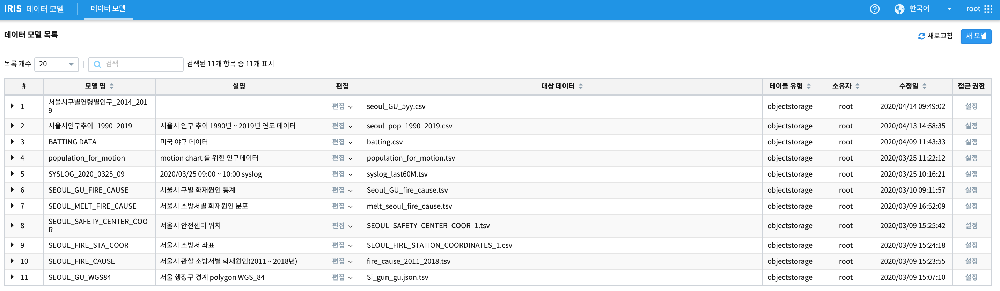 IRIS 데이터 모델 데이터 모델 한국어 root
데이터 모델 목록 새로고침 새 모델
목록 개수 20 검색 검색된 11개 항목 중 11개 표시
# 모델 명 설명 편집 대상 데이터 테이블 유형 소유자 수정일 접근 권한
1 서울시구별연령별인구_2014_201
9 편집 seoul_GU_5yy.csv objectstorage root 2020/04/14 09:49:02 설정
2 서울시인구추이_1990_2019 서울시 인구 추이 1990년 ~ 2019년 연도 데이터 편집 seoul_pop_1990_2019.csv objectstorage root 2020/04/13 14:58:35 설정
3 BATTING DATA 미국 야구 데이터 편집 batting.csv objectstorage root 2020/04/09 11:43:33 설정
4 population_for_motion motion chart 를 위한 인구데이터 편집 population_for_motion.tsv objectstorage root 2020/03/25 11:22:12 설정
5 SYSLOG_2020_0325_09 2020/03/25 09:00 ~ 10:00 syslog 편집 syslog_last60M.tsv objectstorage root 2020/03/25 10:16:21 설정
6 SEOUL_GU_FIRE_CAUSE 서울시 구별 화재원인 통계 편집 Seoul_GU_fire_cause.tsv objectstorage root 2020/03/10 09:11:57 설정
7 SEOUL_MELT_FIRE_CAUSE 서울시 소방서별 화재원인 분포 편집 melt_seoul_fire_cause.tsv objectstorage root 2020/03/09 16:52:09 설정
8 SEOUL_SAFETY_CENTER_COO
R 서울시 안전센터 위치 편집 SEOUL_SAFETY_CENTER_COOR_1.tsv objectstorage root 2020/03/09 15:25:42 설정
9 SEOUL_FIRE_STA_COOR 서울시 소방서 좌표 편집 SEOUL_FIRE_STATION_COORDINATES_1.csv objectstorage root 2020/03/09 15:24:18 설정
10 SEOUL_FIRE_CAUSE 서울시 관할 소방서별 화재원인(2011 ~ 2018년) 편집 fire_cause_2011_2018.tsv objectstorage root 2020/03/09 15:23:55 설정
11 SEOUL_GU_WGS84 서울 행정구 경계 polygon WGS_84 편집 Si_gun_gu.json.tsv objectstorage root 2020/03/09 15:07:10 설정